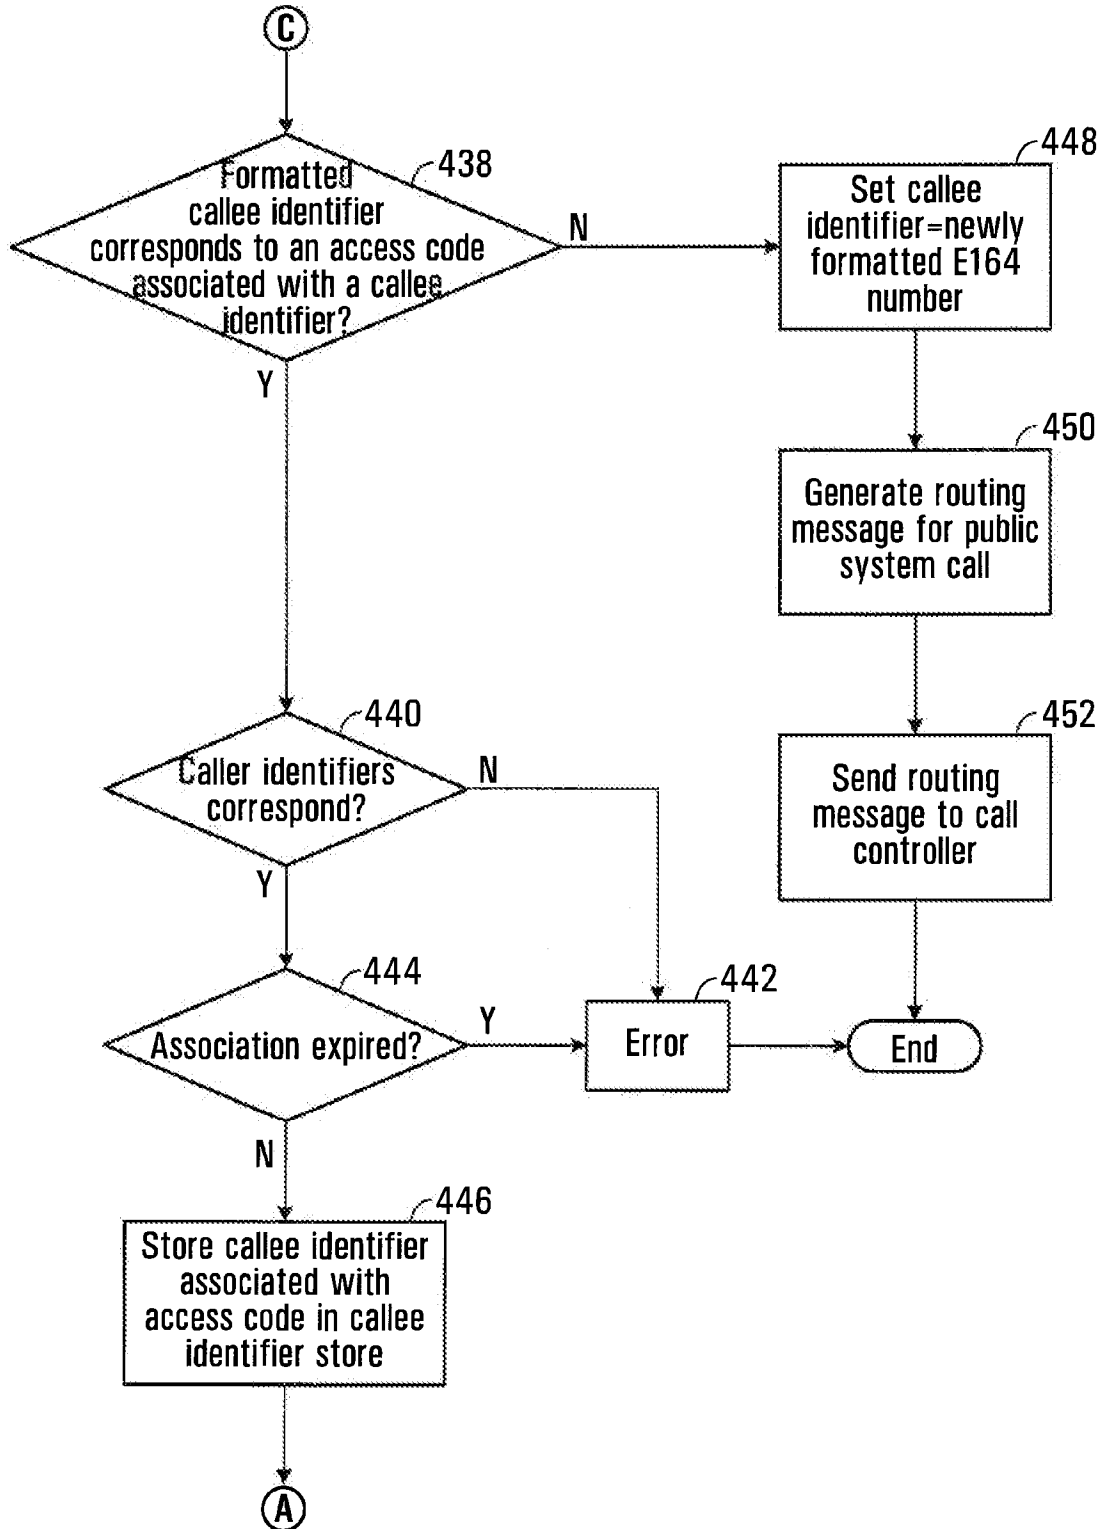 C
438
Formatted
callee identifier
corresponds to an access code
associated with a callee
identifier?
N
Y
448
Set callee
identifier=newly
formatted E164
number
450
Generate routing
message for public
system call
452
Send routing
message to call
controller
440
Caller identifiers
correspond?
N
Y
444
Association expired?
Y
N
442
Error
End
446
Store callee identifier
associated with
access code in callee
identifier store
A